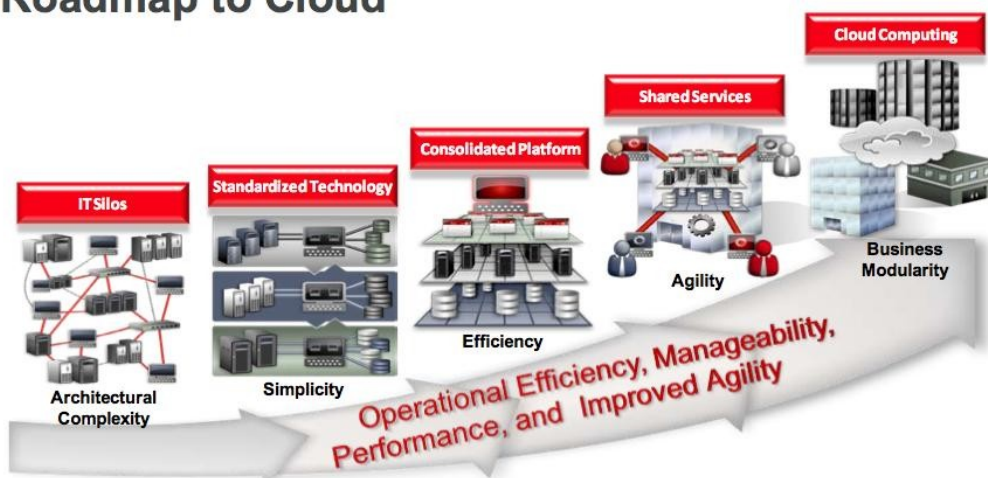 Roadmap to Cloud
Cloud Computing
Shared Services
Consolidated Platform
Standardized Technology
IT Silos
Business
Modularity
Agility
Efficiency
Simplicity
Architectural
Complexity
Operational Efficiency, Manageability,
Performance, and Improved Agility